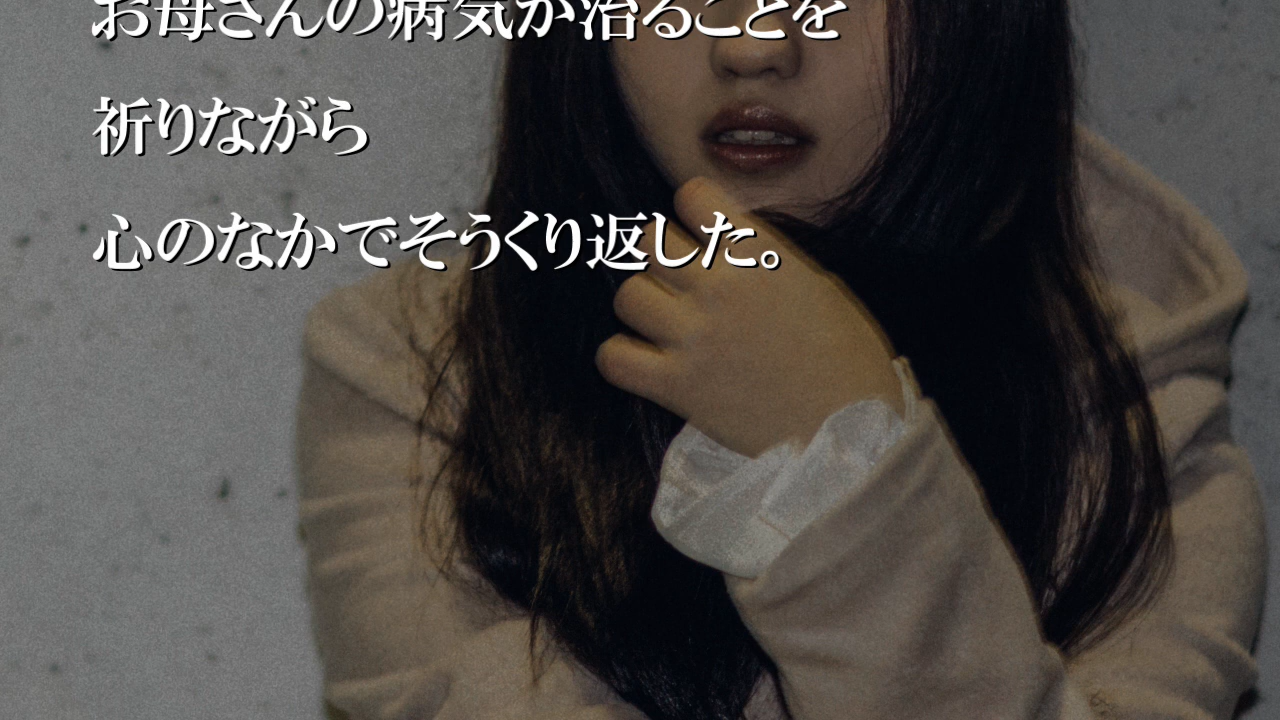 お母さんの病気が治ることを
祈りながら
心のなかでそうくり返した。